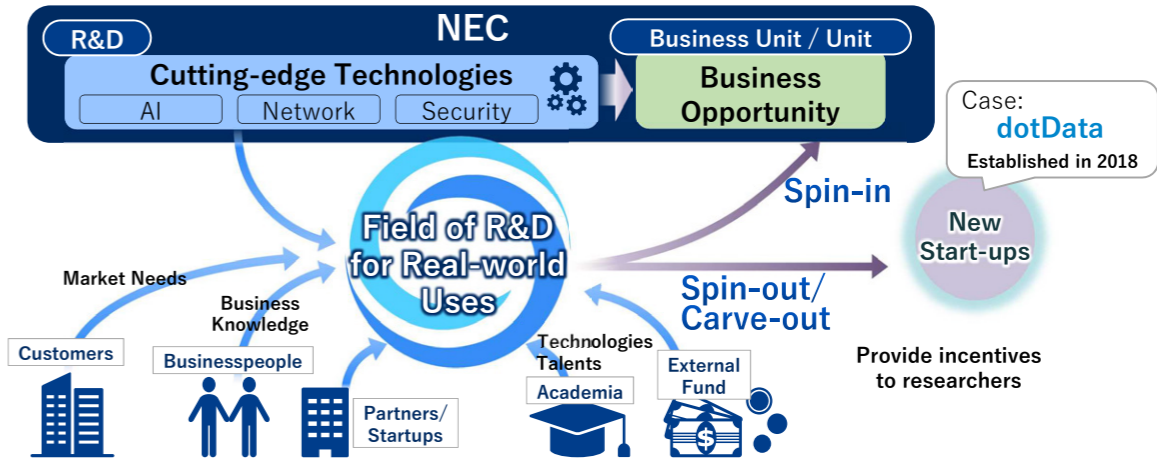 NEC
R&D
Cutting-edge Technologies
AI
Network
Security
Business Unit / Unit
Business
Opportunity
Case:
dotData
Established in 2018
Spin-in
Field of R&D
for Real-world
Uses
New
Start-ups
Market Needs
Business
Knowledge
Spin-out/
Carve-out
Customers
Businesspeople
Partners/
Startups
Technologies
Talents
Academia
External
Fund
$
Provide incentives
to researchers